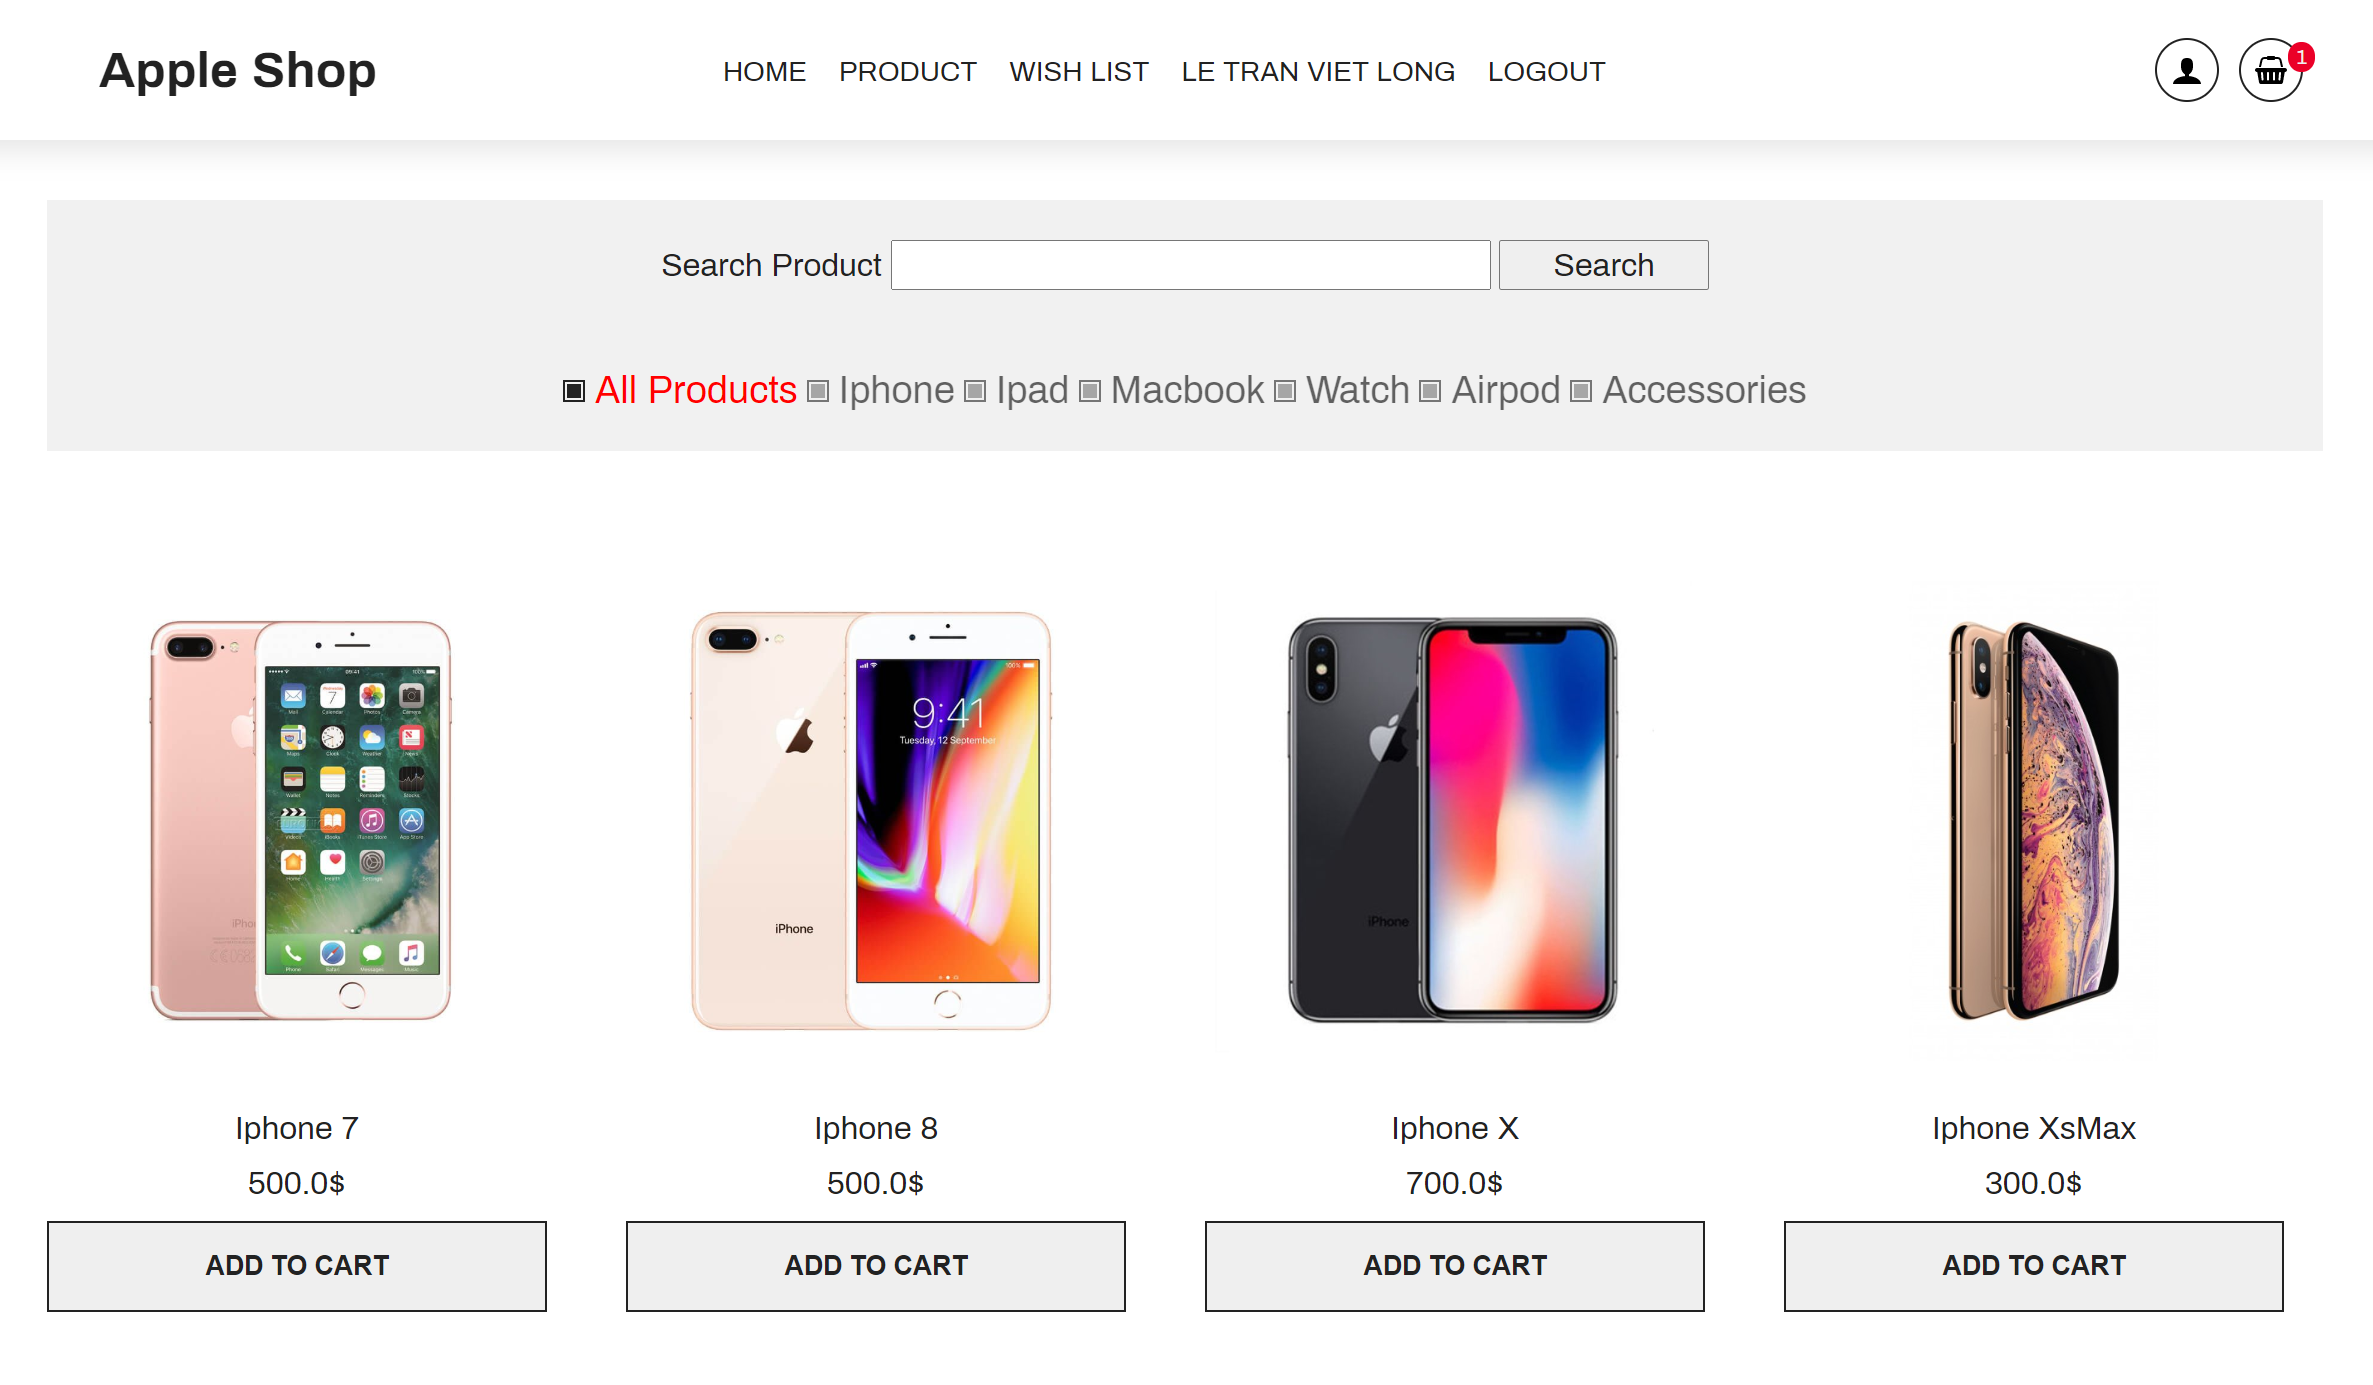 Apple Shop
HOME PRODUCT WISH LIST LE TRAN VIET LONG LOGOUT
1
Search Product Search
All Products Iphone Ipad Macbook Watch Airpod Accessories
9:41
Tuesday, 12 September
iPhone
iPhone
Iphone 7
Iphone 8
Iphone X
Iphone XsMax
500.0$
500.0$
700.0$
300.0$
ADD TO CART
ADD TO CART
ADD TO CART
ADD TO CART